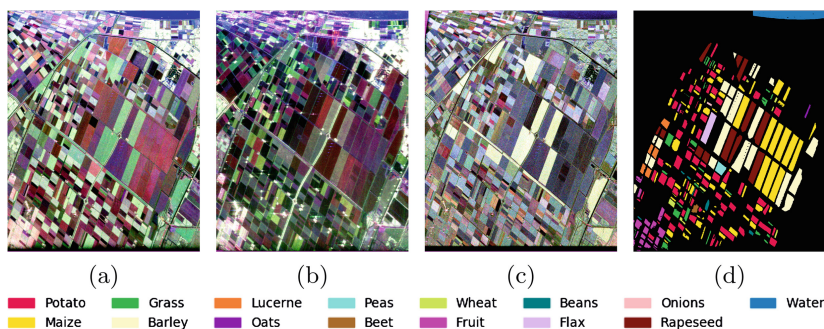 (a) (b) (c) (d)
Potato Grass Lucerne Peas Wheat Beans Onions Water
Maize Barley Oats Beet Fruit Flax Rapeseed